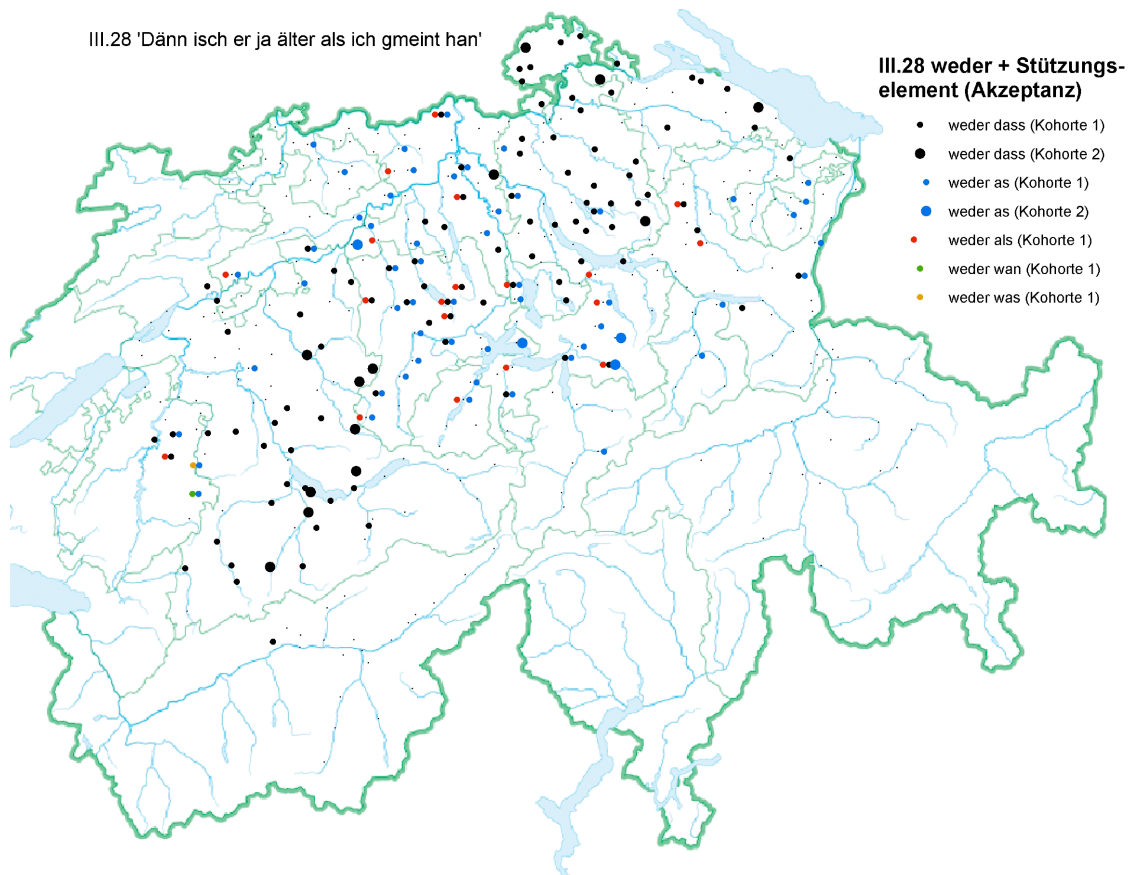 III.28 'Dänn isch er ja älter als ich gmeint han'
III.28 weder + Stützungs-
element (Akzeptanz)
weder dass (Kohorte 1)
weder dass (Kohorte 2)
weder as (Kohorte 1)
weder as (Kohorte 2)
weder als (Kohorte 1)
weder wan (Kohorte 1)
weder was (Kohorte 1)